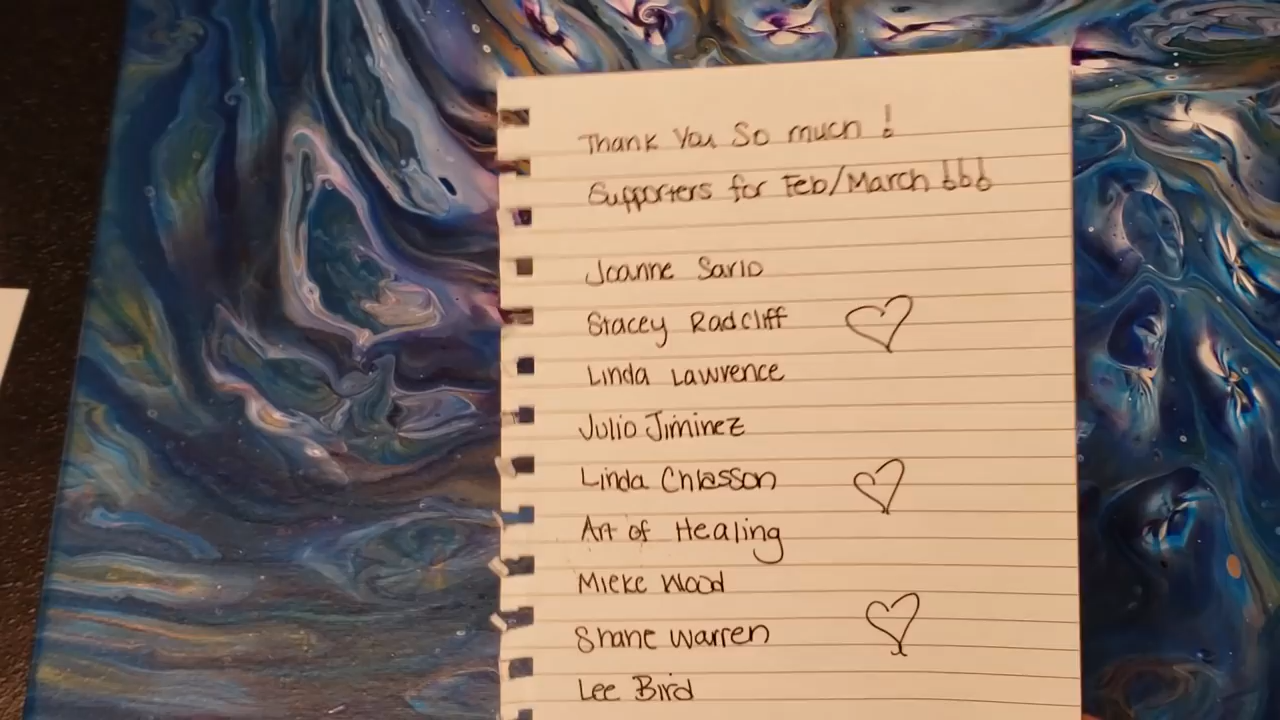 Thank You So much !
Supporters for Feb/March !!!
Joanne Sario
Stacey Radcliff
Linda Lawrence
Julio Jiminez
Linda Chiasson
Art of Healing
Mieke Wood
Shane Warren
Lee Bird